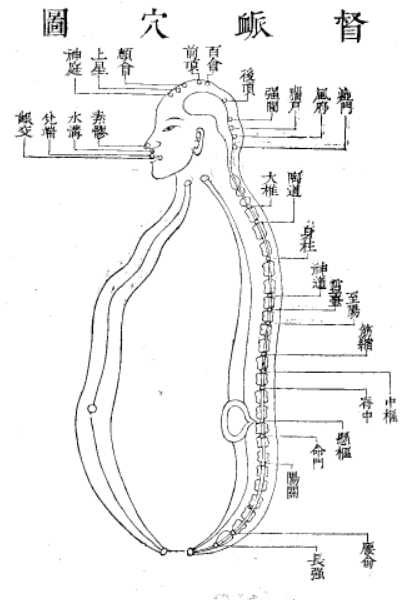 督衇穴圖
百會
前頂
顖會
上星
神庭
後頂
强間
腦戶
風府
瘂門
素髎
水溝
兌端
齦交
大椎
陶道
身柱
神道
靈臺
至陽
筋縮
中樞
脊中
懸樞
命門
陽關
腰俞
長强